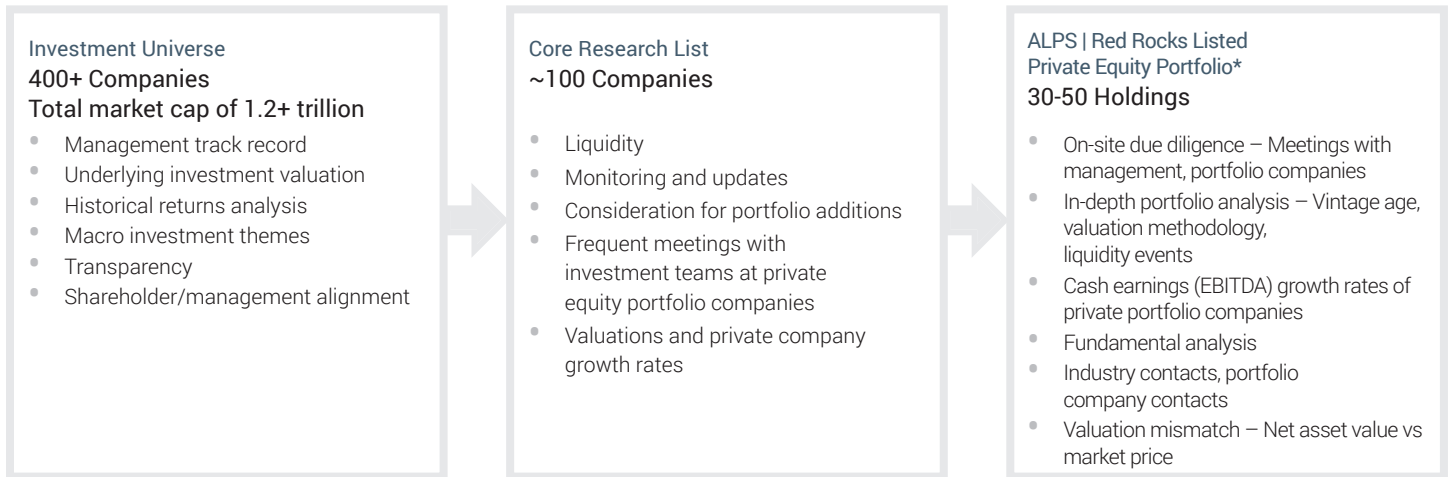 Investment Universe
400+ Companies
Total market cap of 1.2+ trillion
• Management track record
• Underlying investment valuation
• Historical returns analysis
• Macro investment themes
• Transparency
• Shareholder/management alignment
Core Research List
~100 Companies
• Liquidity
• Monitoring and updates
• Consideration for portfolio additions
• Frequent meetings with
investment teams at private
equity portfolio companies
• Valuations and private company
growth rates
ALPS | Red Rocks Listed
Private Equity Portfolio*
30-50 Holdings
• On-site due diligence – Meetings with
management, portfolio companies
• In-depth portfolio analysis – Vintage age,
valuation methodology,
liquidity events
• Cash earnings (EBITDA) growth rates of
private portfolio companies
• Fundamental analysis
• Industry contacts, portfolio
company contacts
• Valuation mismatch – Net asset value vs
market price